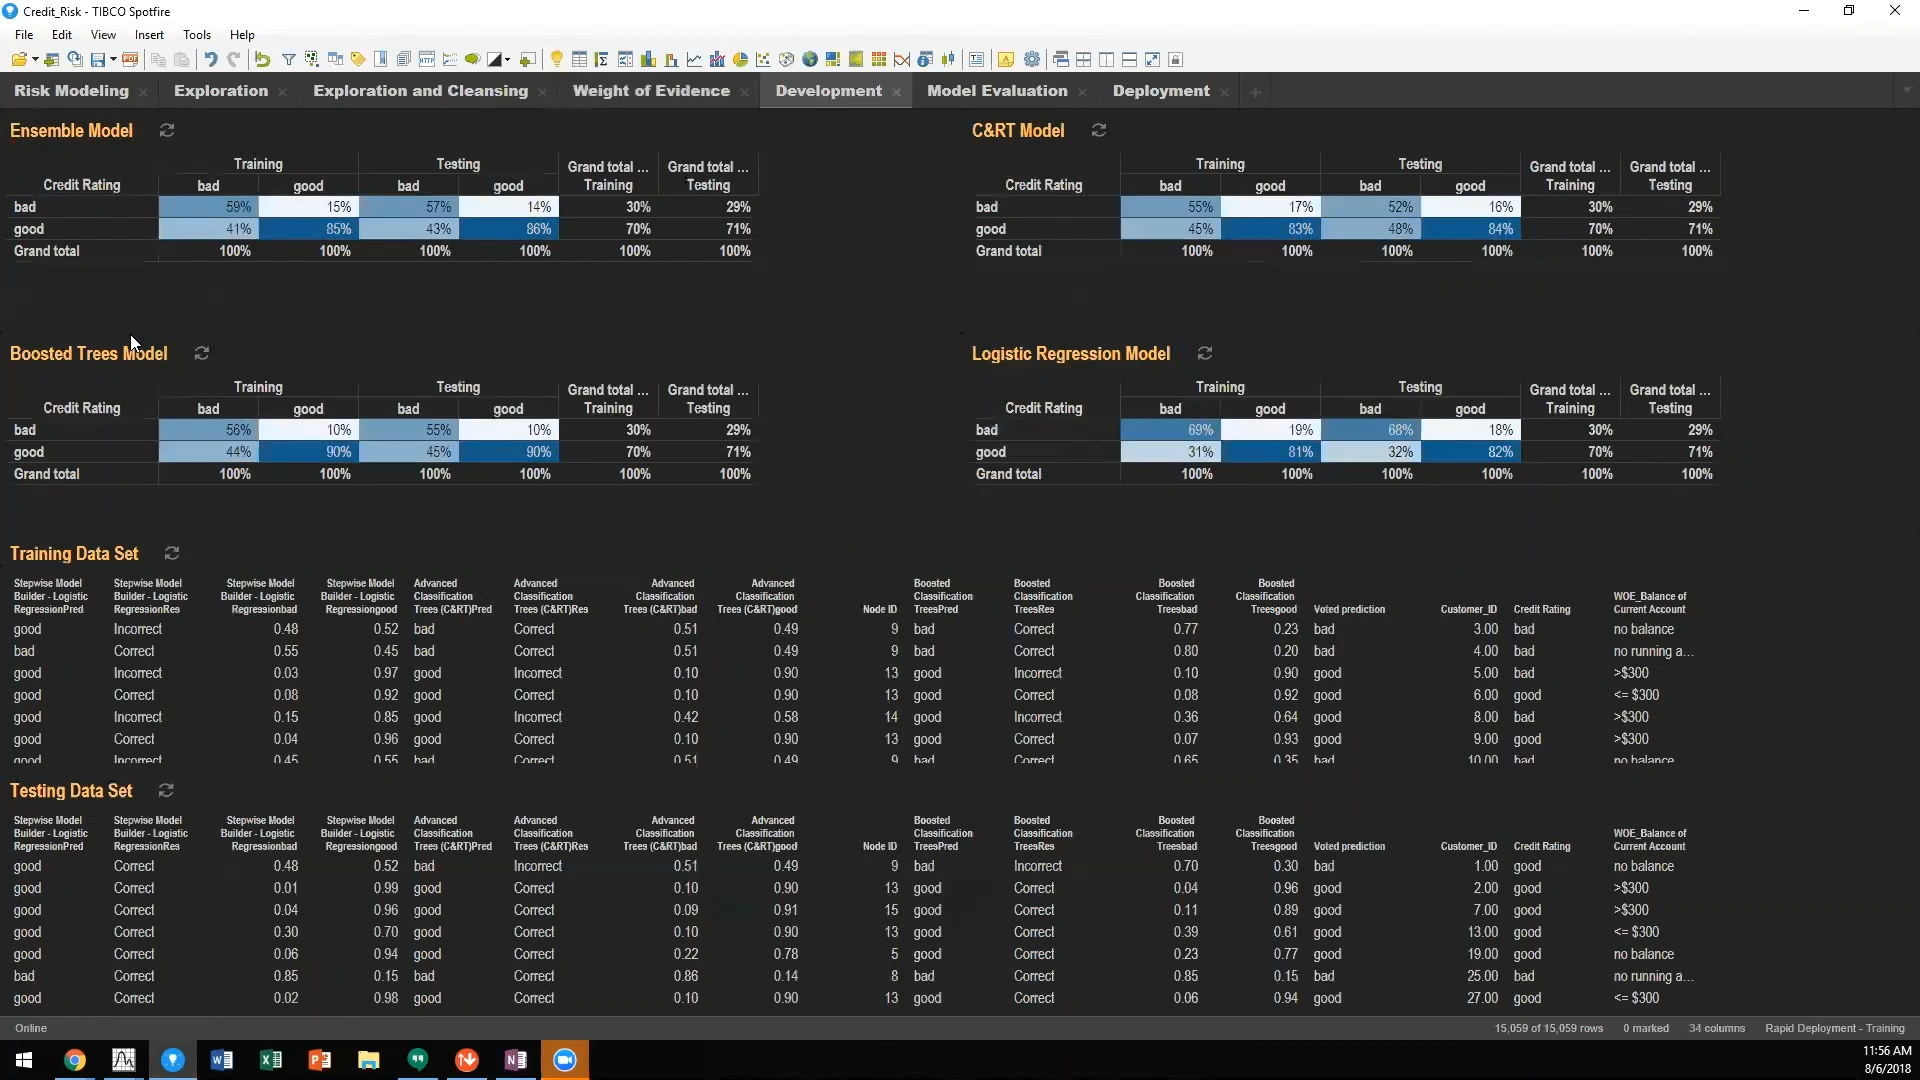 Credit_Risk - TIBCO Spotfire
File Edit View Insert Tools Help
Risk Modeling Exploration Exploration and Cleansing Weight of Evidence Development Model Evaluation Deployment
Ensemble Model
Training Testing Grand total ... Grand total ...
Credit Rating bad good bad good Training Testing
bad 59% 15% 57% 14% 30% 29%
good 41% 85% 43% 86% 70% 71%
Grand total 100% 100% 100% 100% 100% 100%
C&RT Model
Training Testing Grand total ... Grand total ...
Credit Rating bad good bad good Training Testing
bad 55% 17% 52% 16% 30% 29%
good 45% 83% 48% 84% 70% 71%
Grand total 100% 100% 100% 100% 100% 100%
Boosted Trees Model
Training Testing Grand total ... Grand total ...
Credit Rating bad good bad good Training Testing
bad 56% 10% 55% 10% 30% 29%
good 44% 90% 45% 90% 70% 71%
Grand total 100% 100% 100% 100% 100% 100%
Logistic Regression Model
Training Testing Grand total ... Grand total ...
Credit Rating bad good bad good Training Testing
bad 69% 19% 68% 18% 30% 29%
good 31% 81% 32% 82% 70% 71%
Grand total 100% 100% 100% 100% 100% 100%
Training Data Set
Stepwise Model Stepwise Model Stepwise Model Stepwise Model Advanced Advanced Advanced Advanced Boosted Boosted Boosted Boosted
Builder - Logistic Builder - Logistic Builder - Logistic Builder - Logistic Classification Classification Classification Classification Classification Classification Classification Classification WOE_Balance of
RegressionPred RegressionRes Regressionbad Regressiongood Trees (C&RT)Pred Trees (C&RT)Res Trees (C&RT)bad Trees (C&RT)good Node ID TreesPred TreesRes Treesbad Treesgood Voted prediction Customer_ID Credit Rating Current Account
good Incorrect 0.48 0.52 bad Correct 0.51 0.49 9 bad Correct 0.77 0.23 bad 3.00 bad no balance
bad Correct 0.55 0.45 bad Correct 0.51 0.49 9 bad Correct 0.80 0.20 bad 4.00 bad no running a...
good Incorrect 0.03 0.97 good Incorrect 0.10 0.90 13 good Incorrect 0.10 0.90 good 5.00 bad >$300
good Correct 0.08 0.92 good Correct 0.10 0.90 13 good Correct 0.08 0.92 good 6.00 good <= $300
good Incorrect 0.15 0.85 good Incorrect 0.42 0.58 14 good Incorrect 0.36 0.64 good 8.00 bad >$300
good Correct 0.04 0.96 good Correct 0.10 0.90 13 good Correct 0.07 0.93 good 9.00 good >$300
good Incorrect 0.45 0.55 bad Correct 0.51 0.49 9 bad Correct 0.65 0.35 bad 10.00 bad no balance
Testing Data Set
Stepwise Model Stepwise Model Stepwise Model Stepwise Model Advanced Advanced Advanced Advanced Boosted Boosted Boosted Boosted
Builder - Logistic Builder - Logistic Builder - Logistic Builder - Logistic Classification Classification Classification Classification Classification Classification Classification Classification WOE_Balance of
RegressionPred RegressionRes Regressionbad Regressiongood Trees (C&RT)Pred Trees (C&RT)Res Trees (C&RT)bad Trees (C&RT)good Node ID TreesPred TreesRes Treesbad Treesgood Voted prediction Customer_ID Credit Rating Current Account
good Correct 0.48 0.52 bad Incorrect 0.51 0.49 9 bad Incorrect 0.70 0.30 bad 1.00 good no balance
good Correct 0.01 0.99 good Correct 0.10 0.90 13 good Correct 0.04 0.96 good 2.00 good >$300
good Correct 0.04 0.96 good Correct 0.09 0.91 15 good Correct 0.11 0.89 good 7.00 good >$300
good Correct 0.30 0.70 good Correct 0.10 0.90 13 good Correct 0.39 0.61 good 13.00 good <= $300
good Correct 0.06 0.94 good Correct 0.22 0.78 5 good Correct 0.23 0.77 good 19.00 good no balance
bad Correct 0.85 0.15 bad Correct 0.86 0.14 8 bad Correct 0.85 0.15 bad 25.00 bad no running a...
good Correct 0.02 0.98 good Correct 0.10 0.90 13 good Correct 0.06 0.94 good 27.00 good <= $300
Online 15,059 of 15,059 rows 0 marked 34 columns Rapid Deployment - Training
11:56 AM
8/6/2018